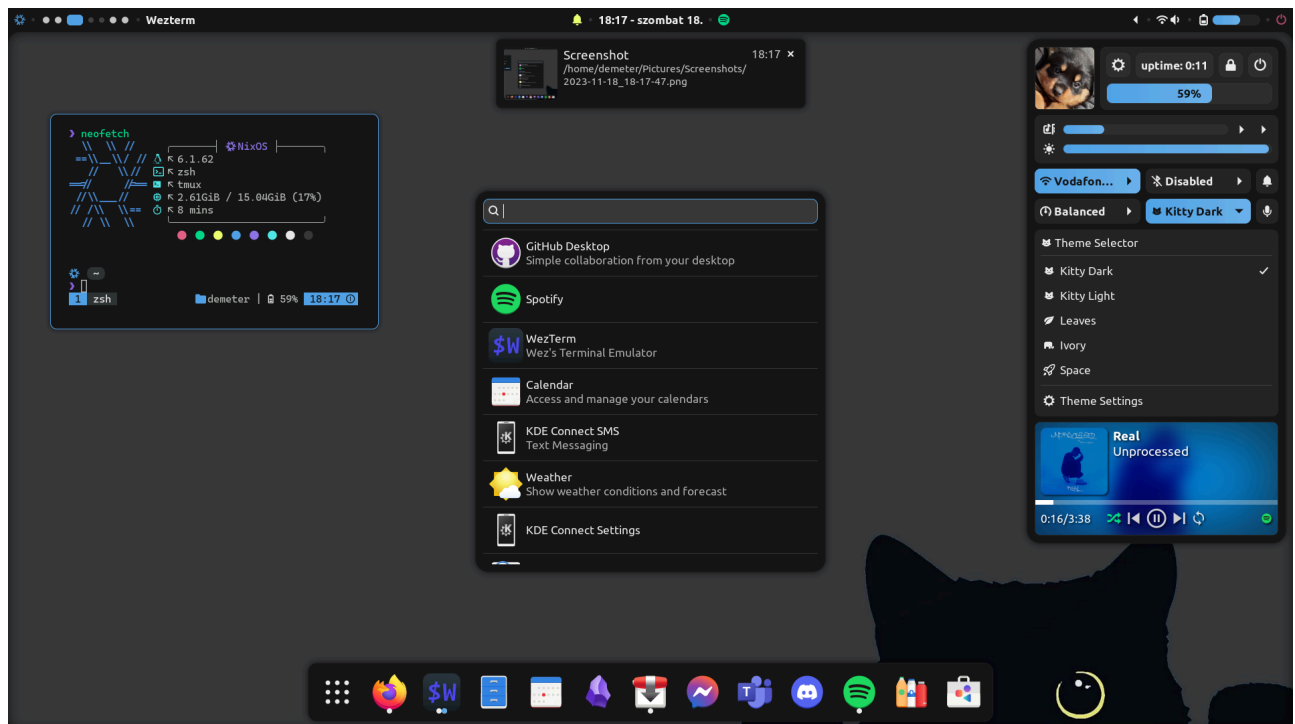 Wezterm
18:17 - szombat 18.
Screenshot
18:17
/home/demeter/Pictures/Screenshots/
2023-11-18_18-17-47.png
uptime: 0:11
59%
Vodafon...
Disabled
Balanced
Kitty Dark
Theme Selector
Kitty Dark
Kitty Light
Leaves
Ivory
Space
Theme Settings
Real
Unprocessed
0:16/3:38
neofetch
NixOS
6.1.62
zsh
tmux
2.61GiB / 15.04GiB (17%)
8 mins
~
1 zsh
demeter | 59% 18:17
GitHub Desktop
Simple collaboration from your desktop
Spotify
$W
WezTerm
Wez's Terminal Emulator
Calendar
Access and manage your calendars
KDE Connect SMS
Text Messaging
Weather
Show weather conditions and forecast
KDE Connect Settings
$W